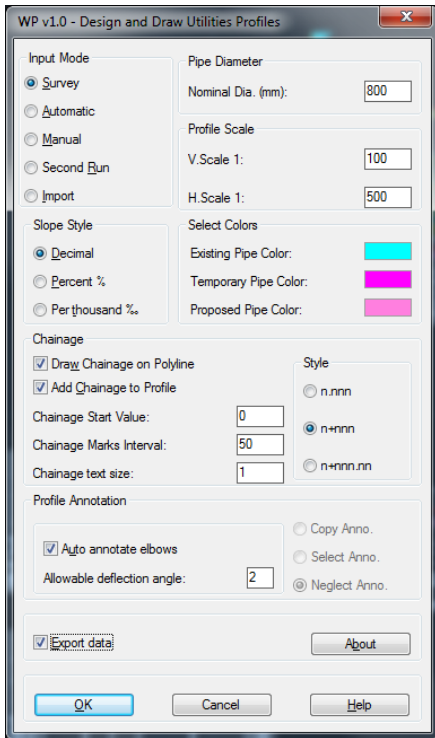 WP v1.0 - Design and Draw Utilities Profiles
Input Mode
Survey
Automatic
Manual
Second Run
Import
Pipe Diameter
Nominal Dia. (mm): 800
Profile Scale
V.Scale 1: 100
H.Scale 1: 500
Slope Style
Decimal
Percent %
Per thousand ‰
Select Colors
Existing Pipe Color:
Temporary Pipe Color:
Proposed Pipe Color:
Chainage
Draw Chainage on Polyline
Add Chainage to Profile
Chainage Start Value: 0
Chainage Marks Interval: 50
Chainage text size: 1
Style
n.nnn
n+nnn
n+nnn.nn
Profile Annotation
Auto annotate elbows
Allowable deflection angle: 2
Copy Anno.
Select Anno.
Neglect Anno.
Export data
About
OK
Cancel
Help